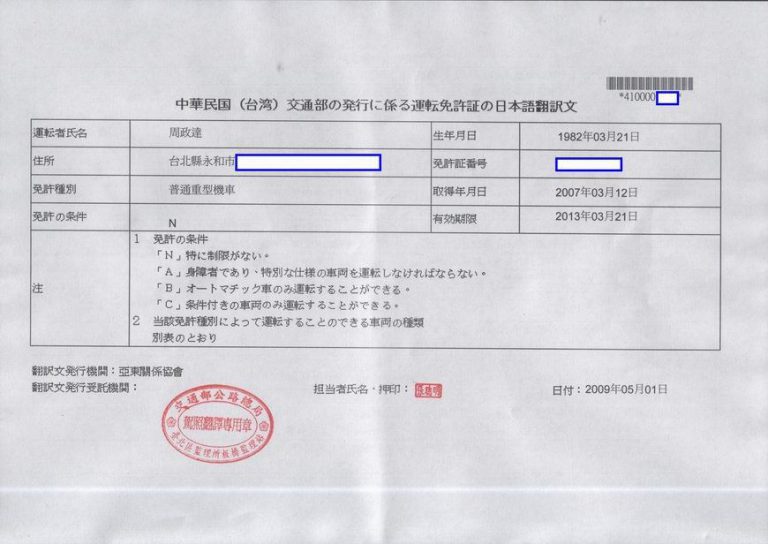 *410000
中華民国（台湾）交通部の発行に係る運転免許証の日本語翻訳文
運転者氏名 周政達 生年月日 1982年03月21日
住所 台北縣永和市 免許証番号
免許種別 普通重型機車 取得年月日 2007年03月12日
免許の条件 N 有効期限 2013年03月21日
注
1 免許の条件
「N」特に制限がない。
「A」身障者であり、特別な仕様の車両を運転しなければならない。
「B」オートマチック車のみ運転することができる。
「C」条件付きの車両のみ運転することができる。
2 当該免許種別によって運転することのできる車両の種類
別表のとおり
翻訳文発行機関：亞東關係協會
翻訳文発行受託機関：
担当者氏名・押印：
日付：2009年05月01日
交通部公路總局
駕照翻譯專用章
臺北區監理所板橋監理站